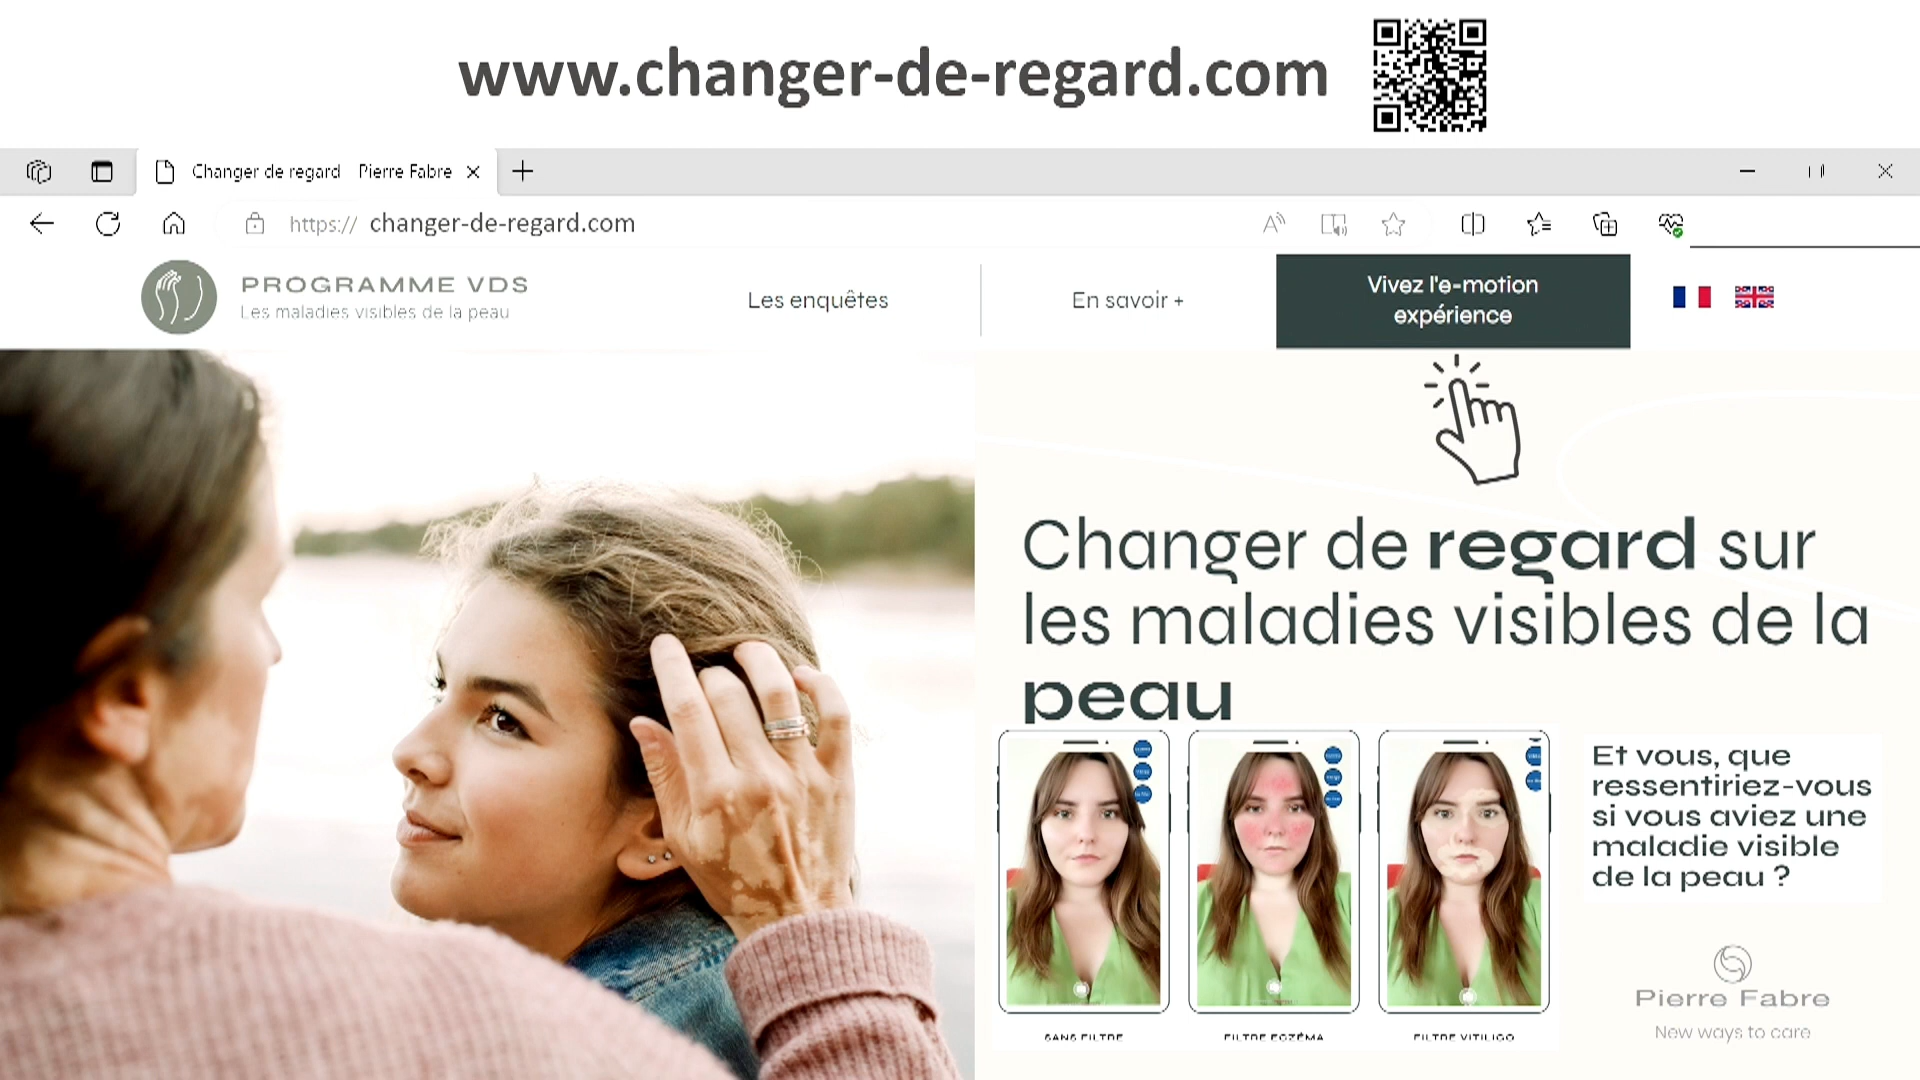 www.changer-de-regard.com
Changer de regard Pierre Fabre
https:// changer-de-regard.com
PROGRAMME VDS
Les maladies visibles de la peau
Les enquêtes
En savoir +
Vivez l'e-motion
expérience
Changer de regard sur
les maladies visibles de la
peau
Et vous, que
ressentiriez-vous
si vous aviez une
maladie visible
de la peau ?
SANS FILTRE
FILTRE ECZÉMA
FILTRE VITILIGO
Pierre Fabre
New ways to care